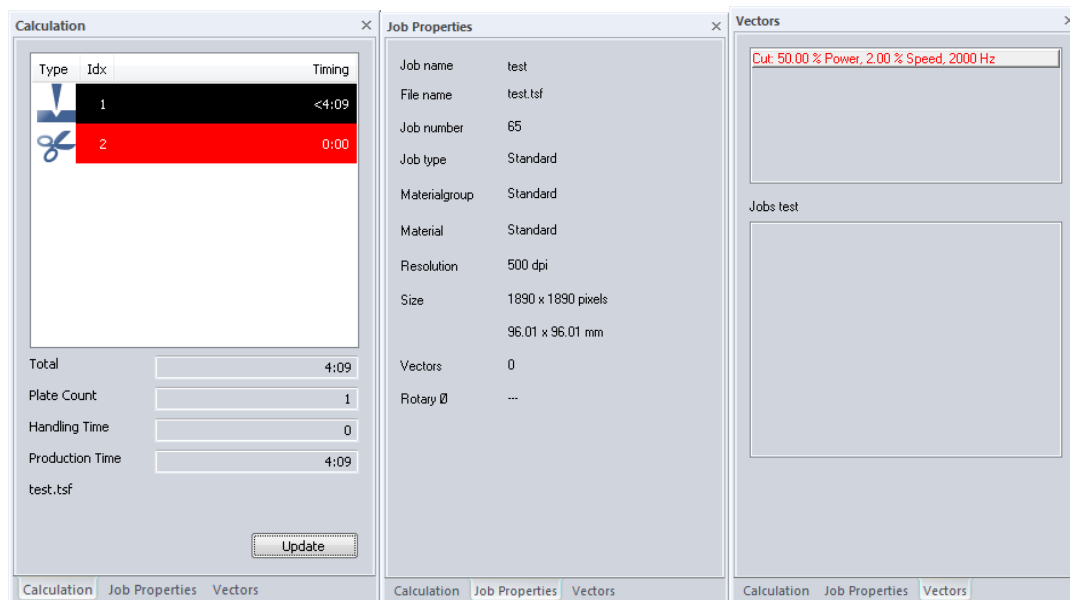 Calculation
Type Idx Timing
1 <4:09
2 0:00
Total 4:09
Plate Count 1
Handling Time 0
Production Time 4:09
test.tsf
Update
Calculation Job Properties Vectors
Job Properties
Job name test
File name test.tsf
Job number 65
Job type Standard
Materialgroup Standard
Material Standard
Resolution 500 dpi
Size 1890 x 1890 pixels
96.01 x 96.01 mm
Vectors 0
Rotary Ø ---
Calculation Job Properties Vectors
Vectors
Cut: 50.00 % Power, 2.00 % Speed, 2000 Hz
Jobs test
Calculation Job Properties Vectors